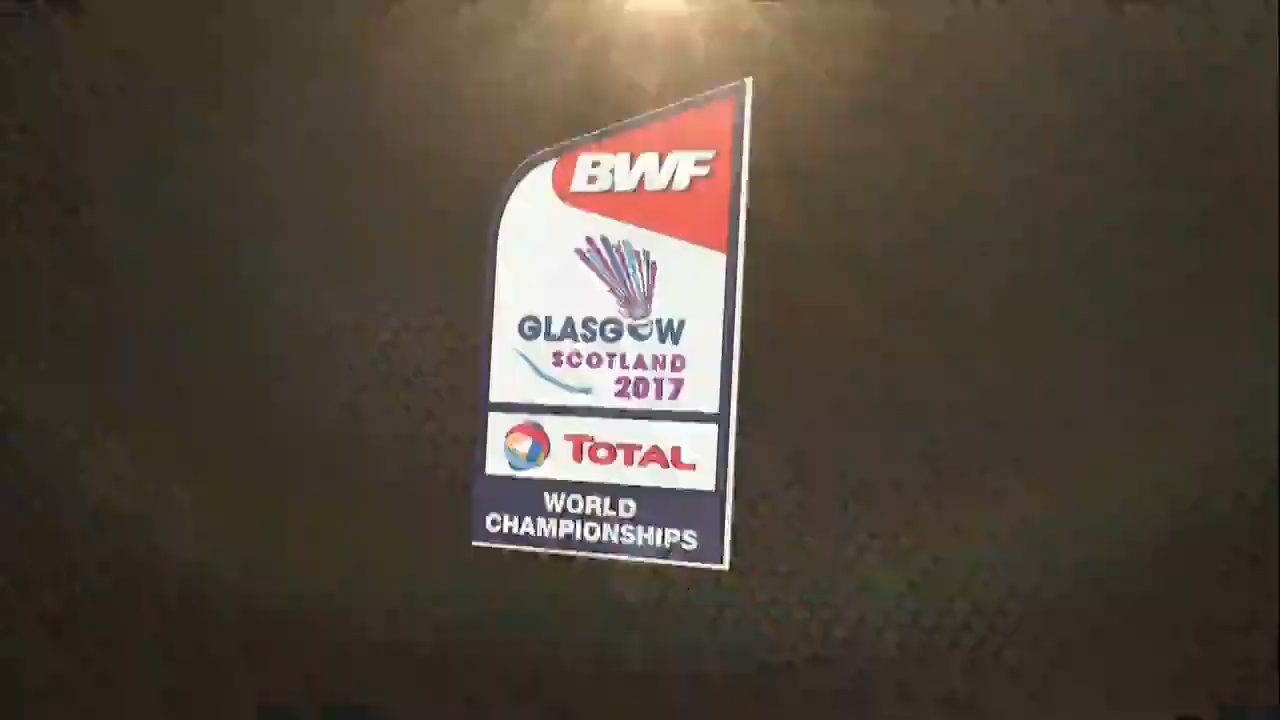 BWF
GLASGOW
SCOTLAND
2017
TOTAL
WORLD
CHAMPIONSHIPS